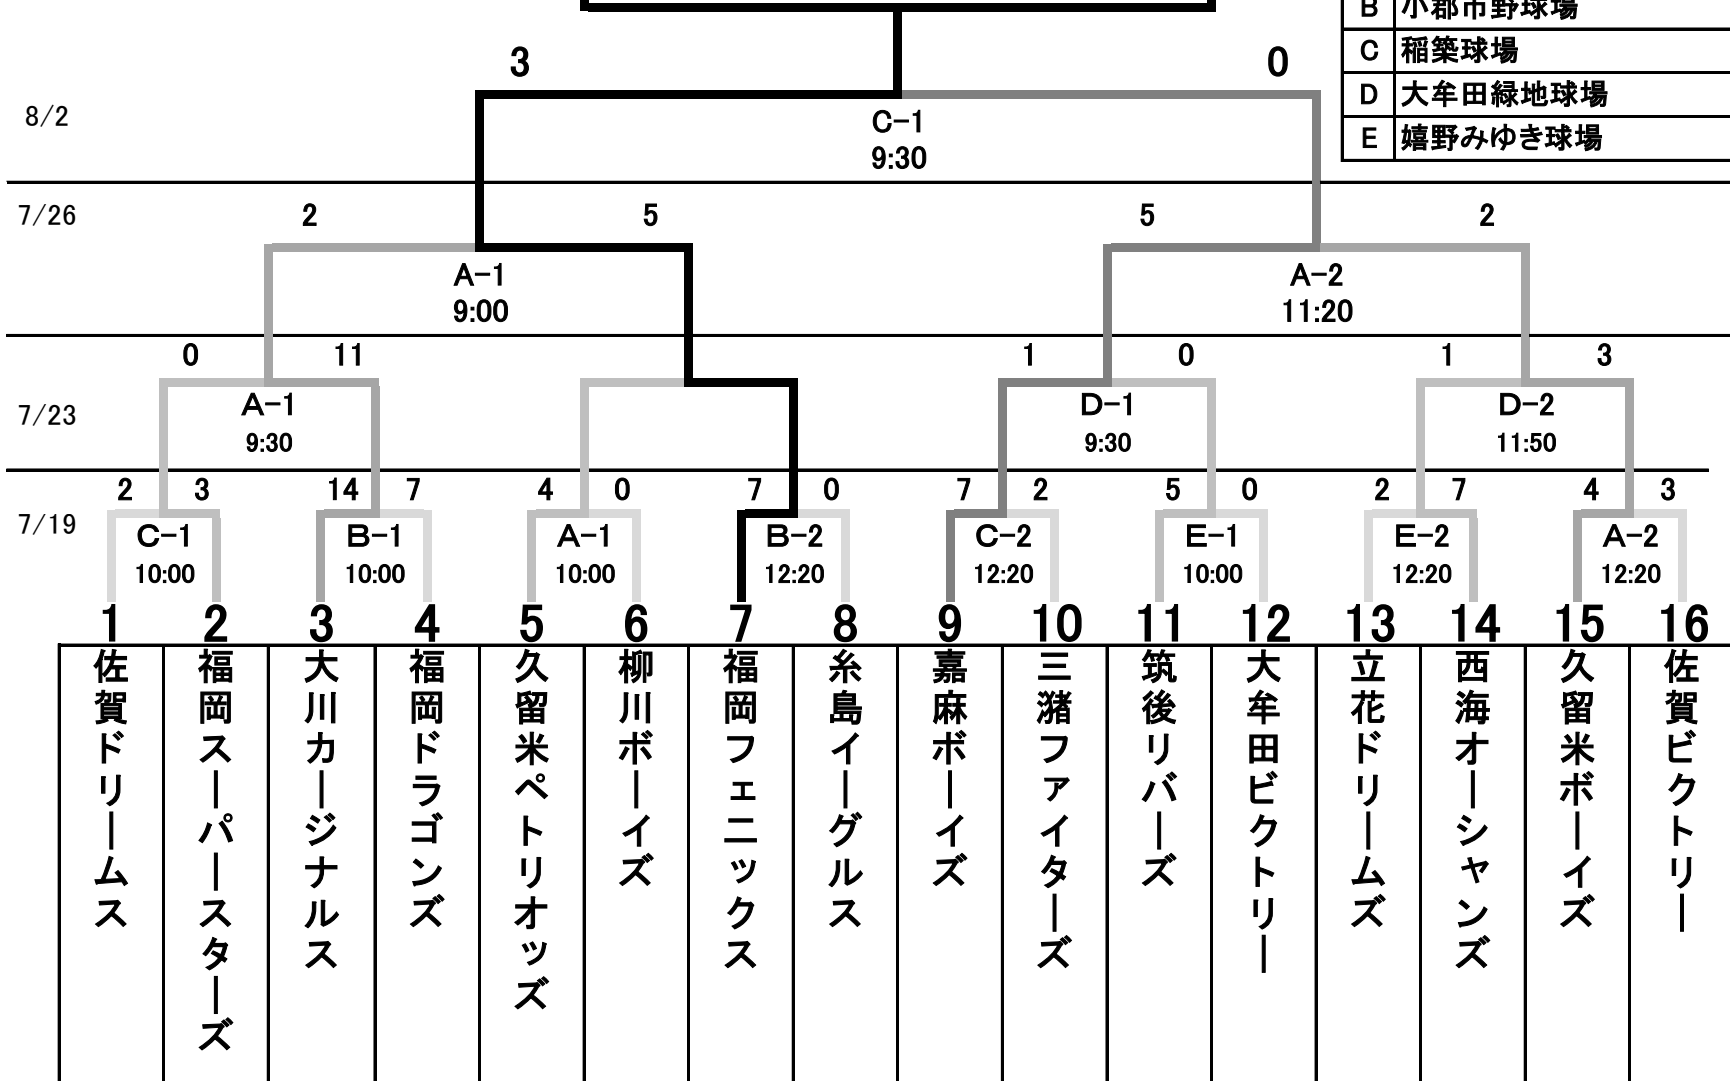 B 小郡市野球場
3 0 C 稲築球場
D 大牟田緑地球場
8/2 C-1
E 嬉野みゆき球場
9:30
7/26 2 5 5 2
A-1 A-2
9:00 11:20
0 11 1 0 1 3
A-1 D-1 D-2
7/23
9:30 9:30 11:50
2 3 14 7 4 0 7 0 7 2 5 0 2 7 4 3
7/19
C-1 B-1 A-1 B-2 C-2 E-1 E-2 A-2
10:00 10:00 10:00 12:20 12:20 10:00 12:20 12:20
1 2 3 4 5 6 7 8 9 10 11 12 13 14 15 16
佐賀ドリームス
福岡スーパースターズ
大川カージナルス
福岡ドラゴンズ
久留米ペトリオッズ
柳川ボーイズ
福岡フェニックス
糸島イーグルス
嘉麻ボーイズ
三潴ファイターズ
筑後リバーズ
大牟田ビクトリー
立花ドリームズ
西海オーシャンズ
久留米ボーイズ
佐賀ビクトリー